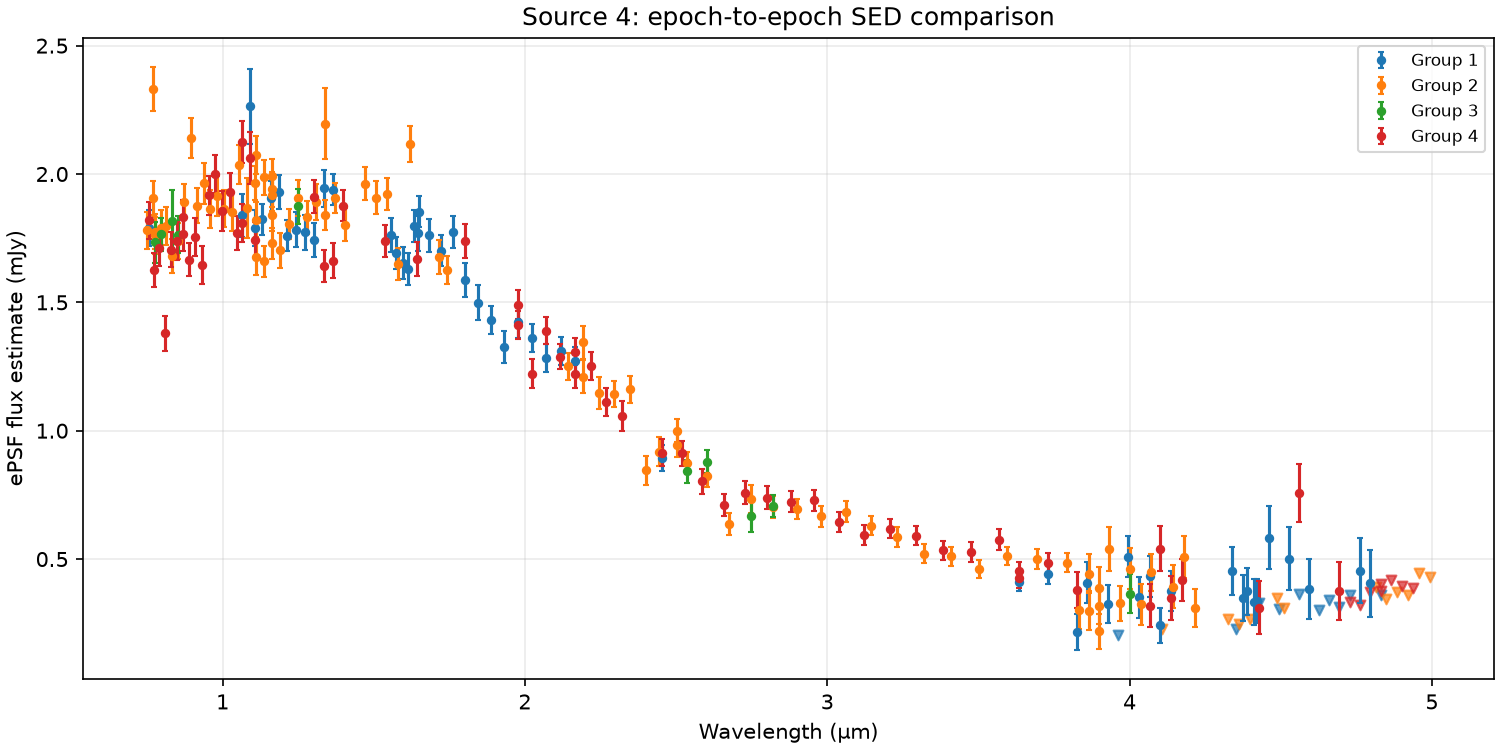 Source 4: epoch-to-epoch SED comparison
ePSF flux estimate (mJy)
2.5
2.0
1.5
1.0
0.5
Group 1
Group 2
Group 3
Group 4
1 2 3 4 5
Wavelength (μm)